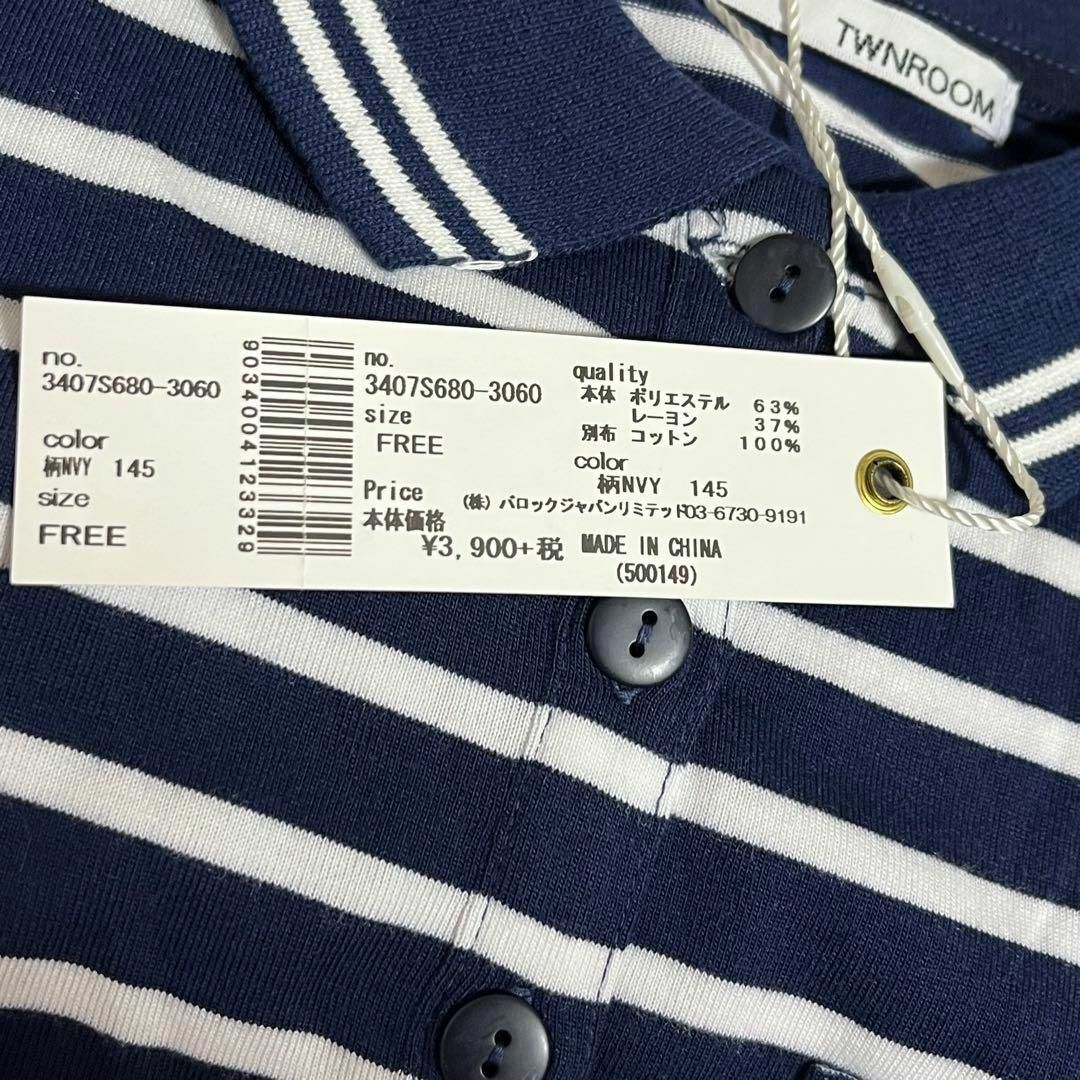 TWNROOM
no.
3407S680-3060
color
柄NVY 145
size
FREE
9034004123329
no.
3407S680-3060
size
FREE
Price
本体価格
¥3,900+税
quality
本体 ポリエステル 63%
レーヨン 37%
別布 コットン 100%
color
柄NVY 145
(株) バロックジャパンリミテッド03-6730-9191
MADE IN CHINA
(500149)